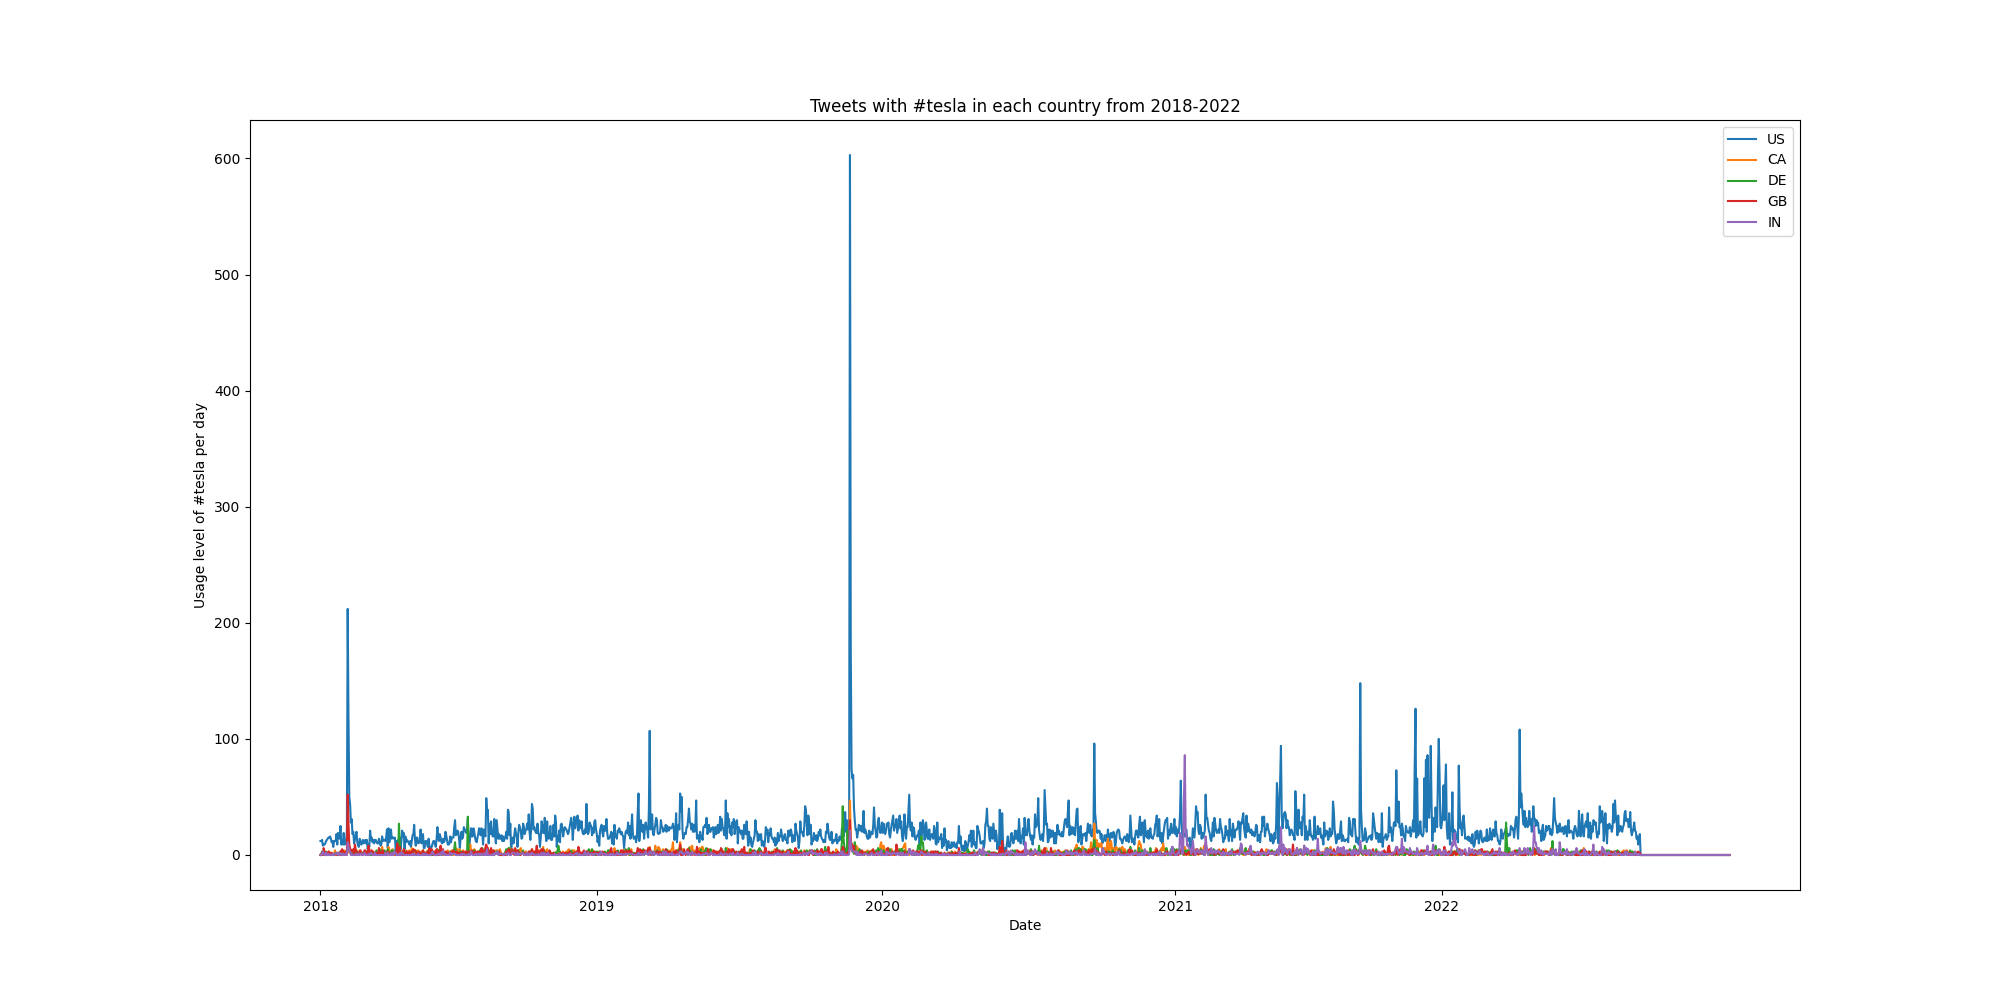 Tweets with #tesla in each country from 2018-2022
US
CA
DE
GB
IN
600
500
400
300
200
100
0
Usage level of #tesla per day
2018 2019 2020 2021 2022
Date